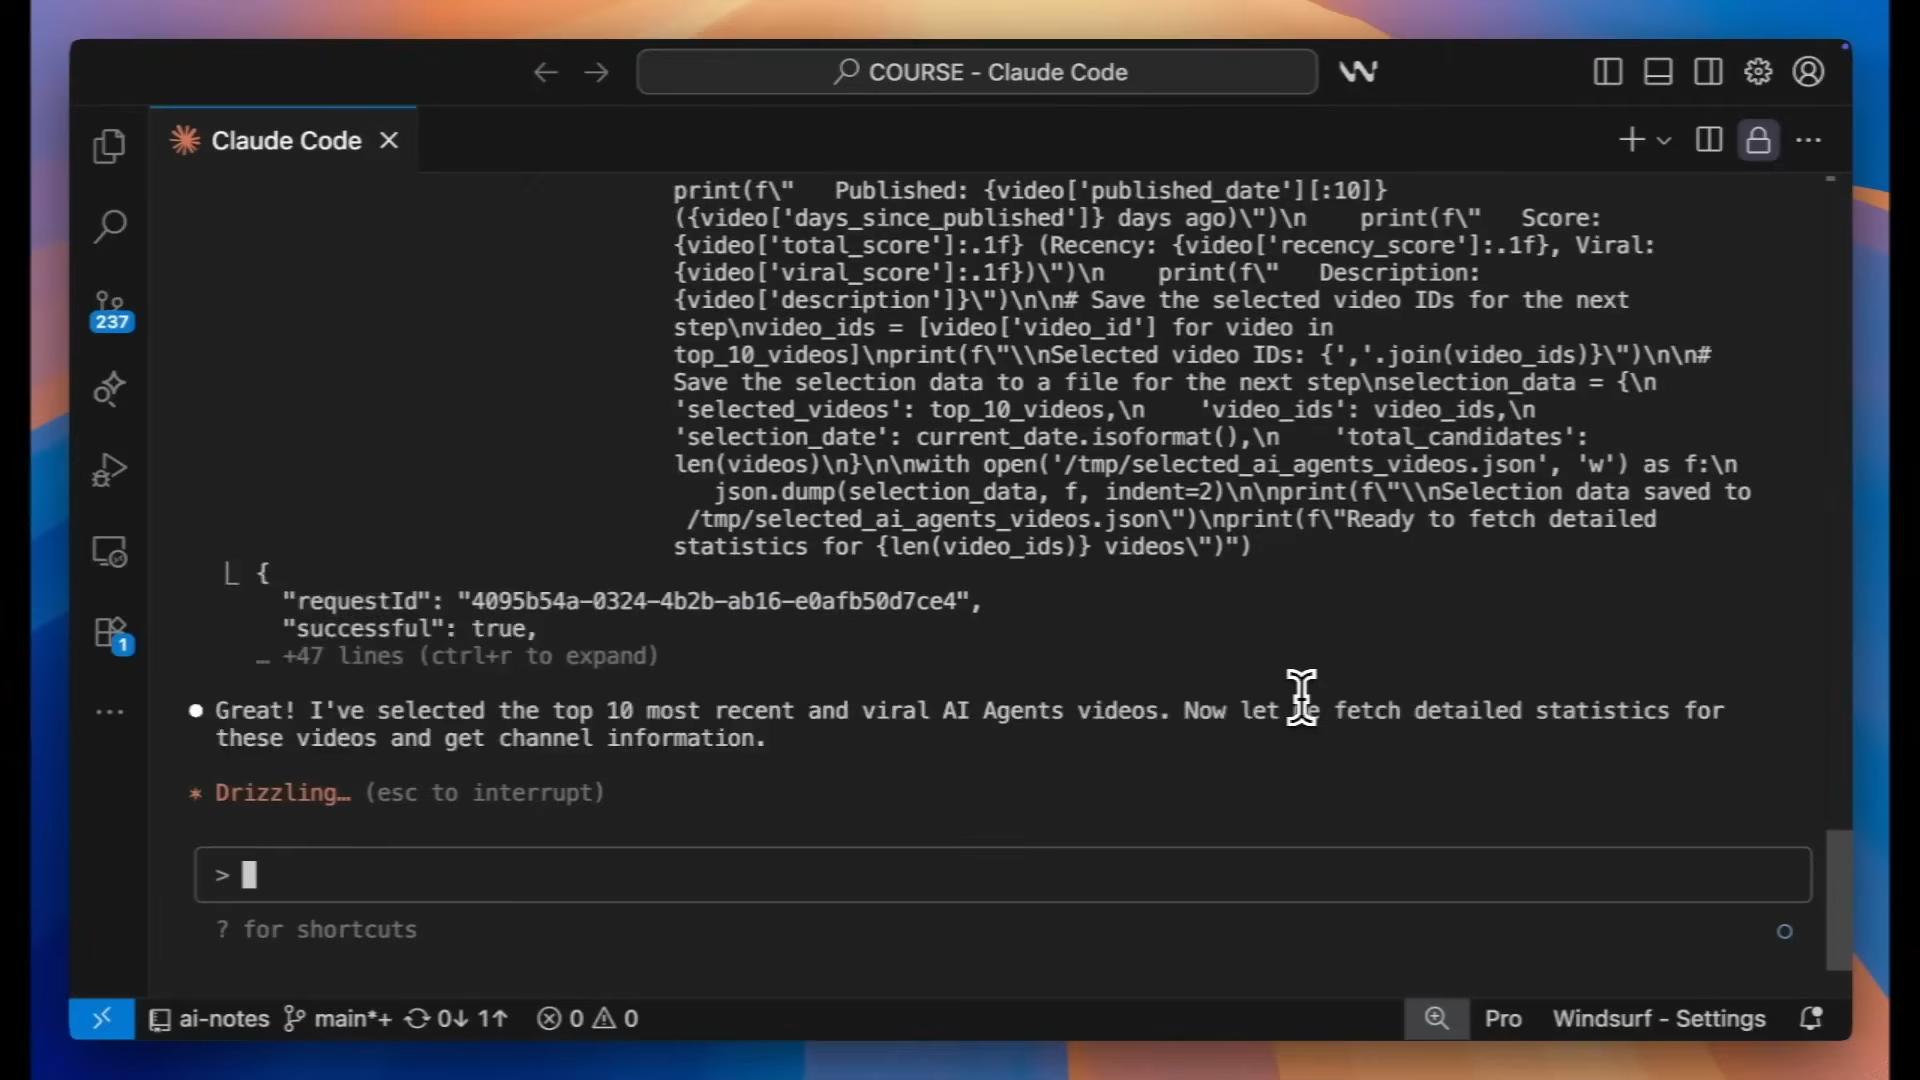 COURSE - Claude Code
Claude Code
print(f\"   Published: {video['published_date'][:10]}
({video['days_since_published']} days ago)\")\n    print(f\"   Score:
{video['total_score']:.1f} (Recency: {video['recency_score']:.1f}, Viral:
{video['viral_score']:.1f})\")\n    print(f\"   Description:
{video['description']}\")\n\n# Save the selected video IDs for the next
step\nvideo_ids = [video['video_id'] for video in
top_10_videos]\nprint(f\"\\nSelected video IDs: {','.join(video_ids)}\")\n\n#
Save the selection data to a file for the next step\nselection_data = {\n
'selected_videos': top_10_videos,\n    'video_ids': video_ids,\n
'selection_date': current_date.isoformat(),\n    'total_candidates':
len(videos)\n}\n\nwith open('/tmp/selected_ai_agents_videos.json', 'w') as f:\n
json.dump(selection_data, f, indent=2)\n\nprint(f\"\\nSelection data saved to
/tmp/selected_ai_agents_videos.json\")\nprint(f\"Ready to fetch detailed
statistics for {len(video_ids)} videos\")")
{
"requestId": "4095b54a-0324-4b2b-ab16-e0afb50d7ce4",
"successful": true,
… +47 lines (ctrl+r to expand)
Great! I've selected the top 10 most recent and viral AI Agents videos. Now let fetch detailed statistics for
these videos and get channel information.
* Drizzling… (esc to interrupt)
>
? for shortcuts
237
1
ai-notes main*+ 0↓ 1↑ 0 0
Pro Windsurf - Settings